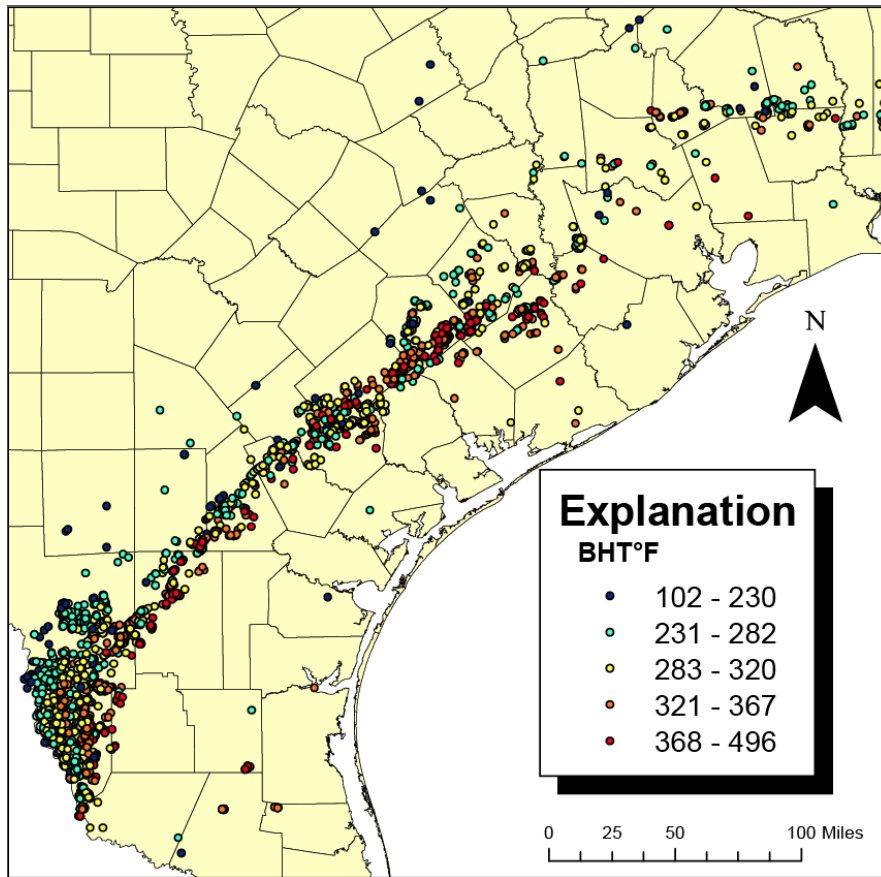 N
Explanation
BHT°F
102 - 230
231 - 282
283 - 320
321 - 367
368 - 496
0 25 50 100 Miles